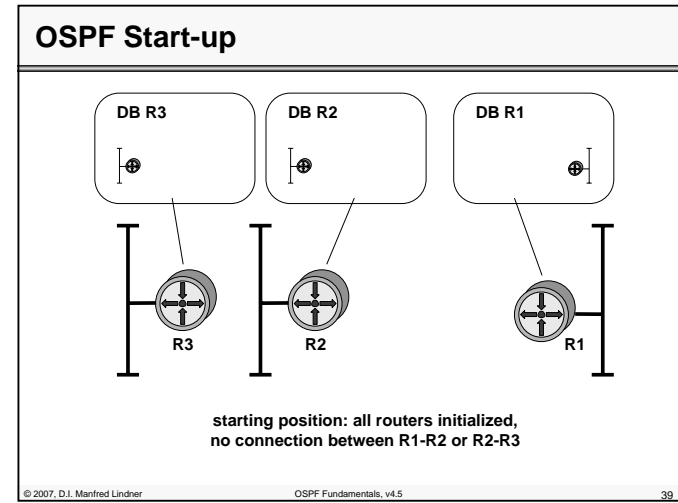 OSPF Start-up
DB R3
DB R2
DB R1
R3
R2
R1
starting position: all routers initialized,
no connection between R1-R2 or R2-R3
© 2007, D.I. Manfred Lindner
OSPF Fundamentals, v4.5
39